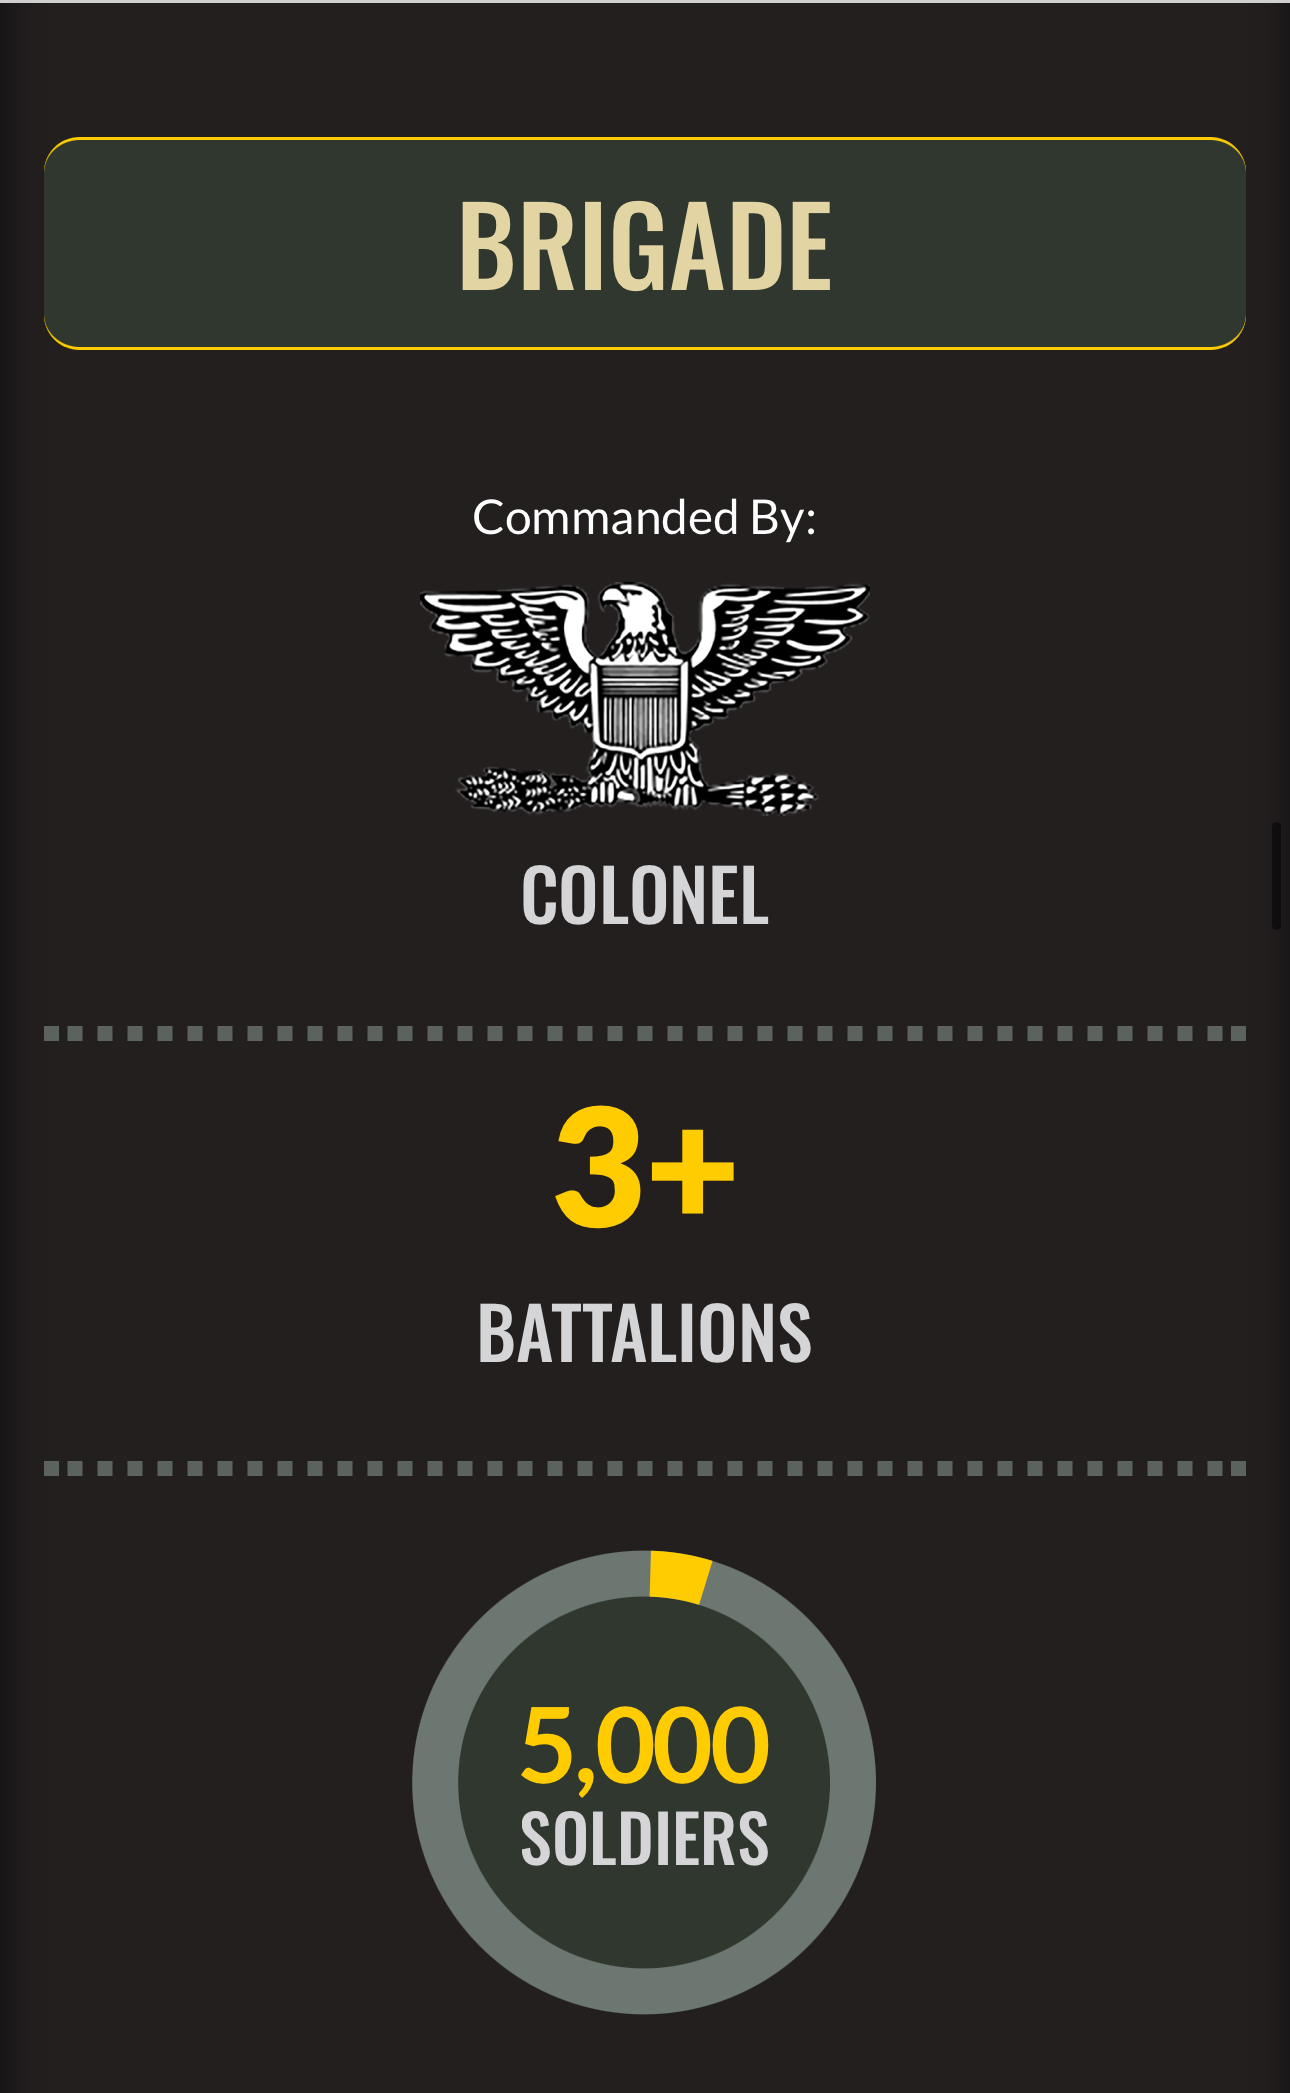 BRIGADE
Commanded By:
COLONEL
3+
BATTALIONS
5,000
SOLDIERS